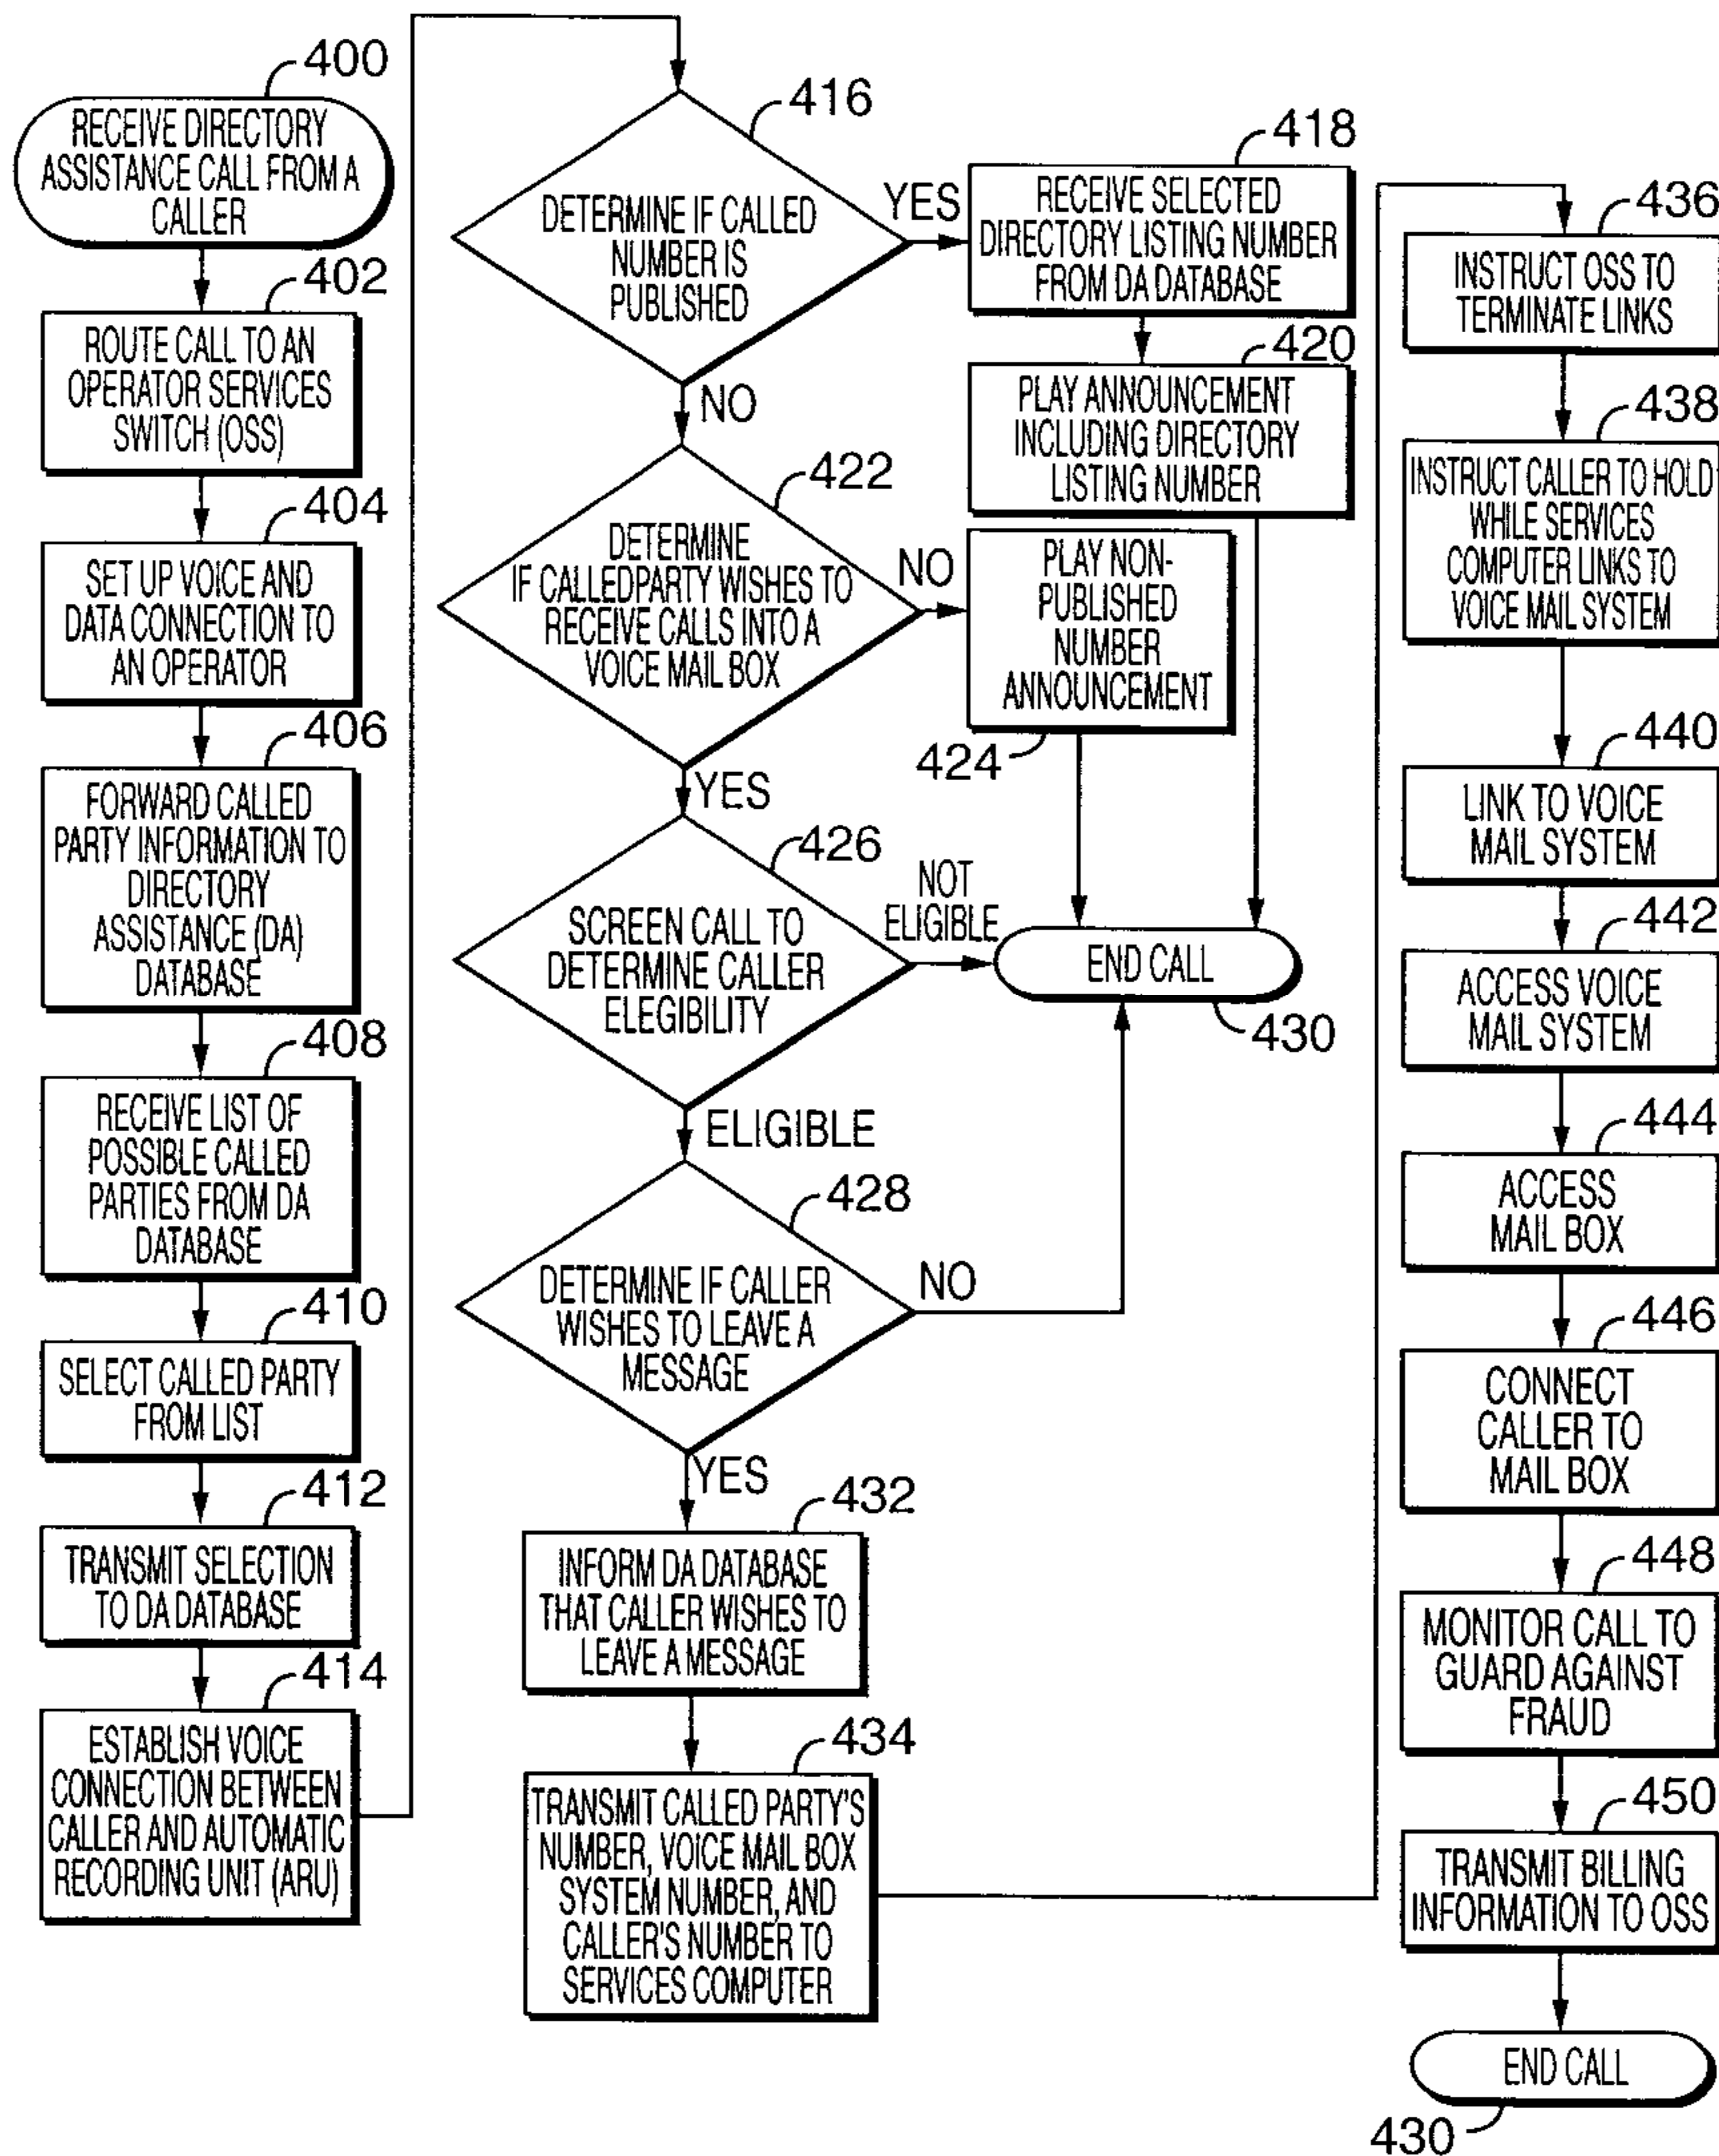 400
RECEIVE DIRECTORY
ASSISTANCE CALL FROM A
CALLER
402
ROUTE CALL TO AN
OPERATOR SERVICES
SWITCH (OSS)
404
SET UP VOICE AND
DATA CONNECTION TO
AN OPERATOR
406
FORWARD CALLED
PARTY INFORMATION TO
DIRECTORY
ASSISTANCE (DA)
DATABASE
408
RECEIVE LIST OF
POSSIBLE CALLED
PARTIES FROM DA
DATABASE
410
SELECT CALLED PARTY
FROM LIST
412
TRANSMIT SELECTION
TO DA DATABASE
414
ESTABLISH VOICE
CONNECTION BETWEEN
CALLER AND AUTOMATIC
RECORDING UNIT (ARU)
416
DETERMINE IF CALLED
NUMBER IS
PUBLISHED
YES
NO
418
RECEIVE SELECTED
DIRECTORY LISTING NUMBER
FROM DA DATABASE
420
PLAY ANNOUNCEMENT
INCLUDING DIRECTORY
LISTING NUMBER
422
DETERMINE
IF CALLEDPARTY WISHES TO
RECEIVE CALLS INTO A
VOICE MAIL BOX
NO
YES
PLAY NON-
PUBLISHED
NUMBER
ANNOUNCEMENT
424
426
SCREEN CALL TO
DETERMINE CALLER
ELEGIBILITY
NOT
ELIGIBLE
ELIGIBLE
END CALL
430
428
DETERMINE IF CALLER
WISHES TO LEAVE A
MESSAGE
NO
YES
432
INFORM DA DATABASE
THAT CALLER WISHES TO
LEAVE A MESSAGE
434
TRANSMIT CALLED PARTY'S
NUMBER, VOICE MAIL BOX
SYSTEM NUMBER, AND
CALLER'S NUMBER TO
SERVICES COMPUTER
436
INSTRUCT OSS TO
TERMINATE LINKS
438
INSTRUCT CALLER TO HOLD
WHILE SERVICES
COMPUTER LINKS TO
VOICE MAIL SYSTEM
440
LINK TO VOICE
MAIL SYSTEM
442
ACCESS VOICE
MAIL SYSTEM
444
ACCESS
MAIL BOX
446
CONNECT
CALLER TO
MAIL BOX
448
MONITOR CALL TO
GUARD AGAINST
FRAUD
450
TRANSMIT BILLING
INFORMATION TO OSS
END CALL
430